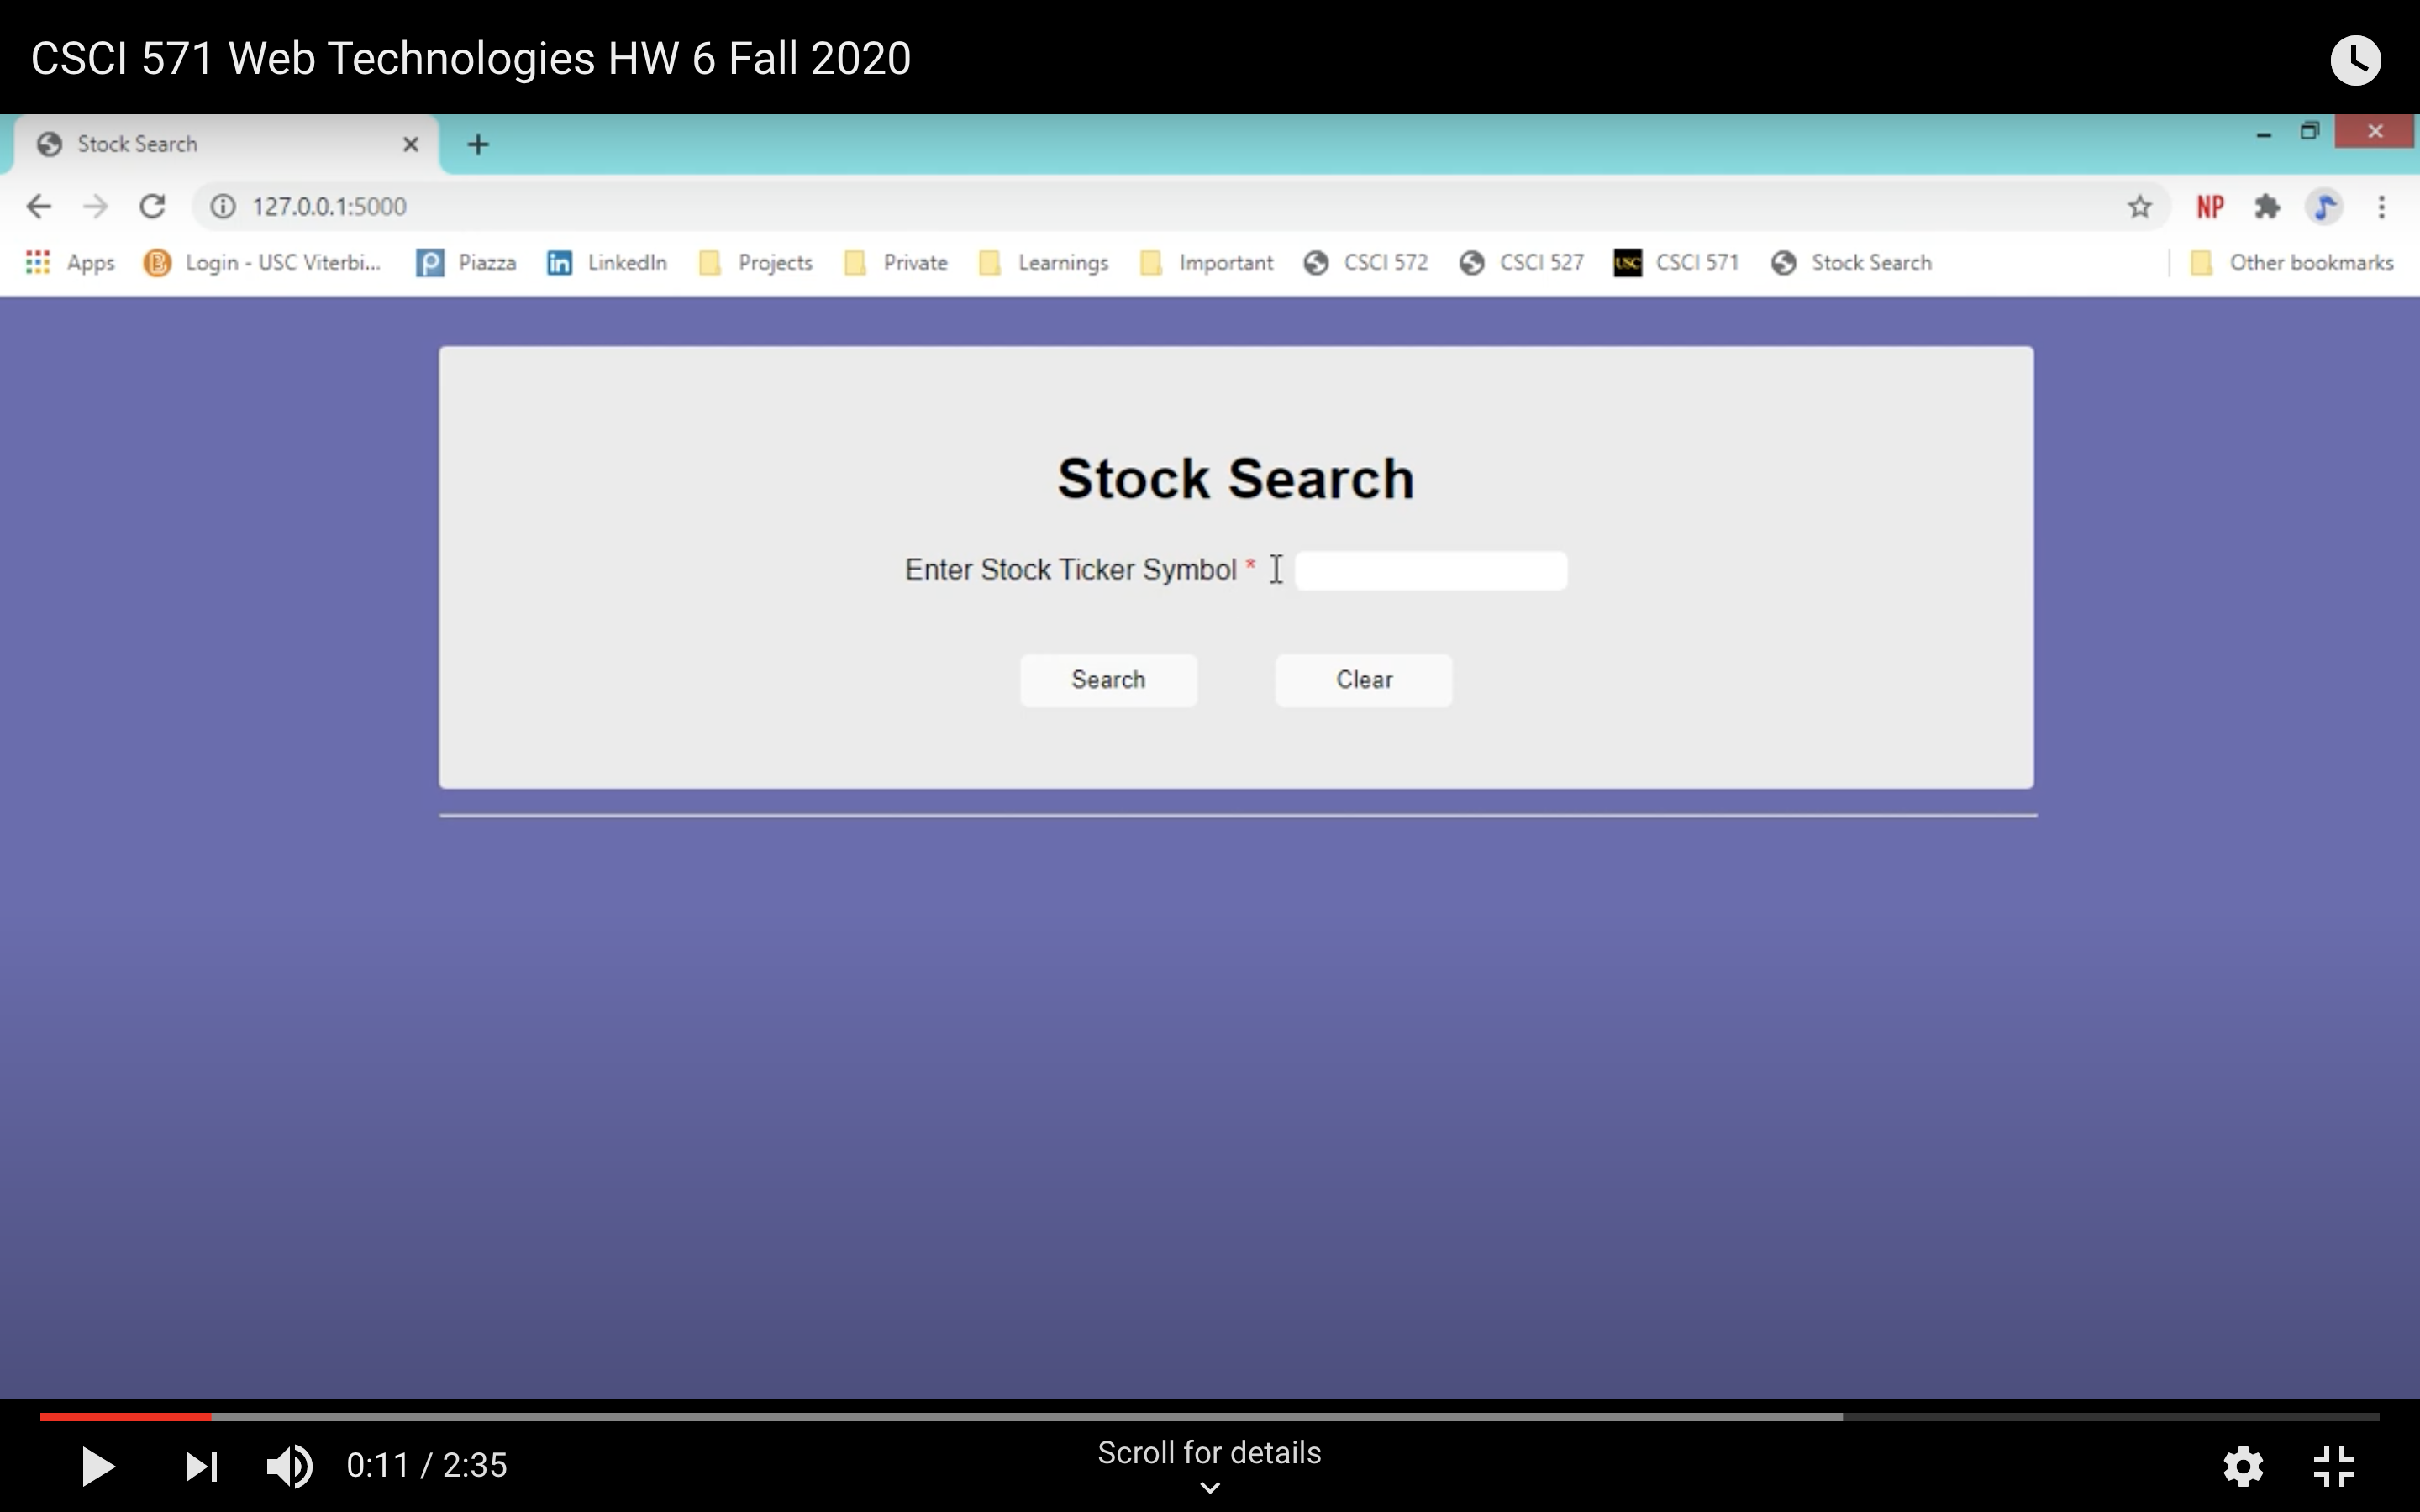 CSCI 571 Web Technologies HW 6 Fall 2020
Stock Search
127.0.0.1:5000
NP
Apps Login - USC Viterbi... Piazza LinkedIn Projects Private Learnings Important CSCI 572 CSCI 527 USC CSCI 571 Stock Search Other bookmarks
Stock Search
Enter Stock Ticker Symbol *
Search Clear
0:11 / 2:35
Scroll for details